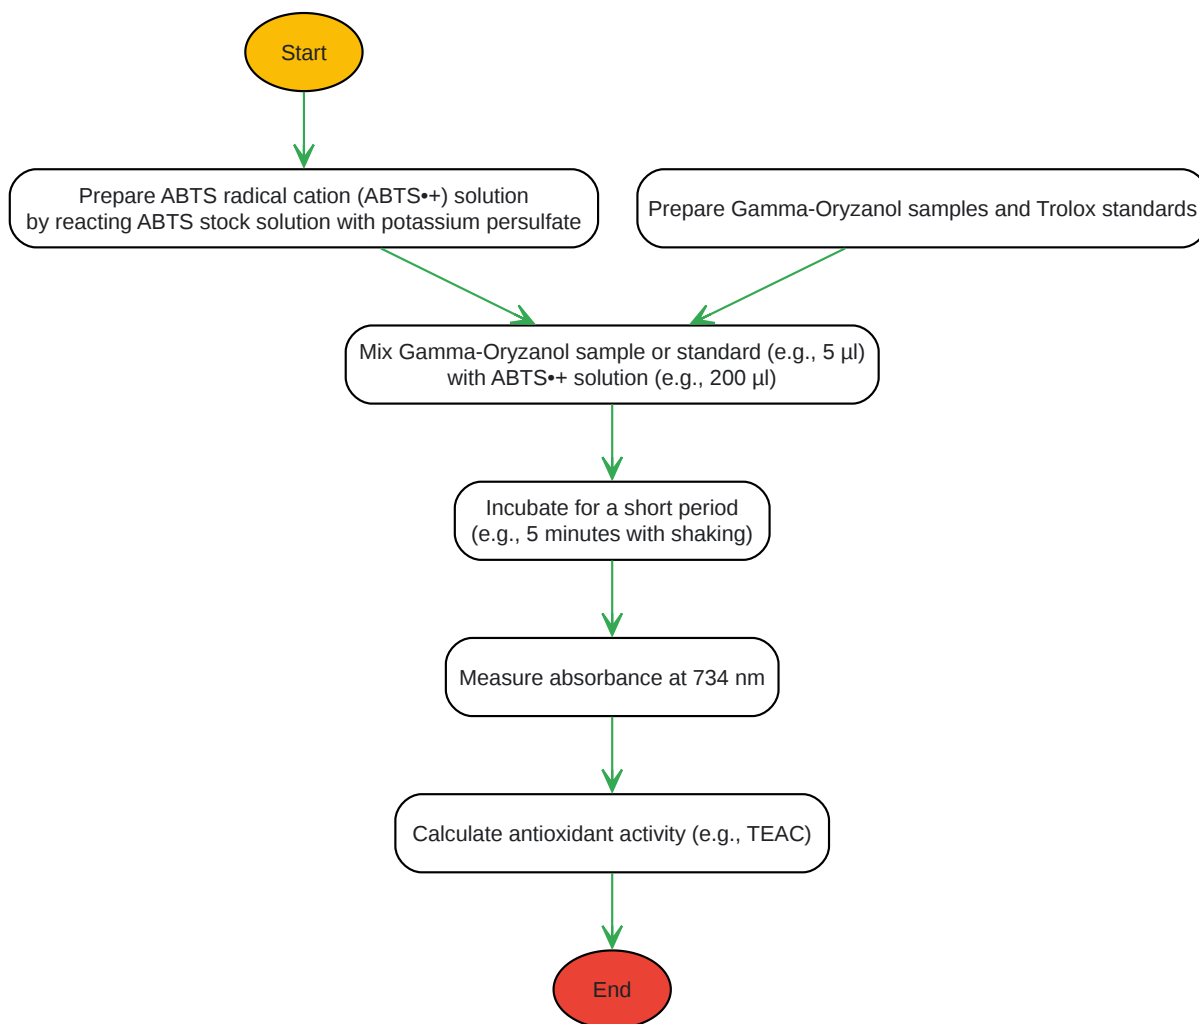 Start
Prepare ABTS radical cation (ABTS•+) solution
by reacting ABTS stock solution with potassium persulfate
Prepare Gamma-Oryzanol samples and Trolox standards
Mix Gamma-Oryzanol sample or standard (e.g., 5 µl)
with ABTS•+ solution (e.g., 200 µl)
Incubate for a short period
(e.g., 5 minutes with shaking)
Measure absorbance at 734 nm
Calculate antioxidant activity (e.g., TEAC)
End